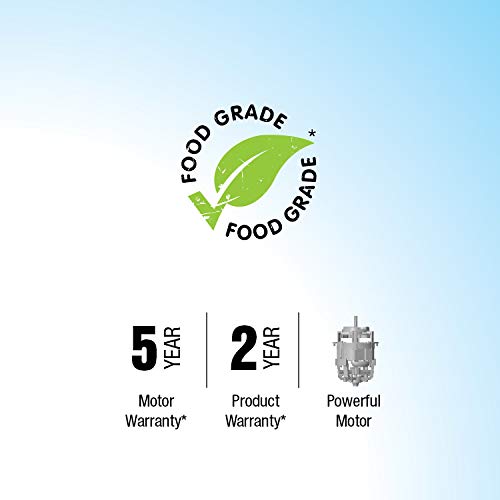 FOOD GRADE*
FOOD GRADE
5 YEAR
Motor
Warranty*
2 YEAR
Product
Warranty*
Powerful
Motor